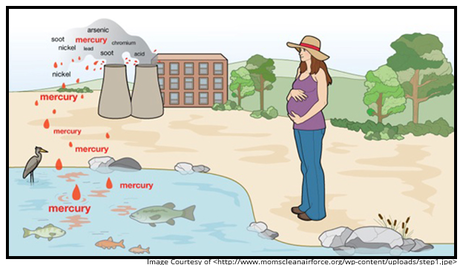 arsenic
soot mercury chromium
nickel lead soot acid
nickel
mercury
mercury
mercury
mercury
mercury
Image Courtesy of <http://www.momscleanairforce.org/wp-content/uploads/step1.jpe>